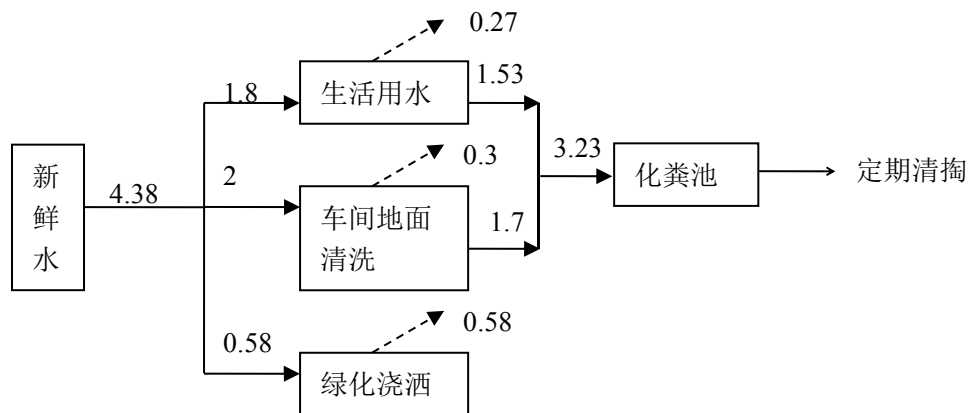 0.27
生活用水
1.53
1.8
新
鲜
水
4.38
2
0.3
车间地面
清洗
1.7
3.23
化粪池
定期清掏
0.58
0.58
绿化浇洒